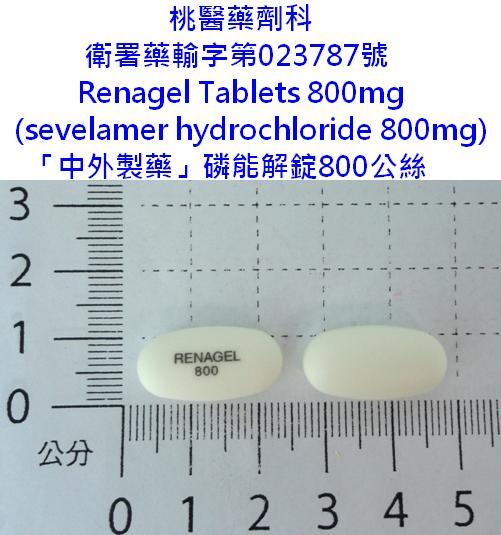 桃醫藥劑科
衛署藥輸字第023787號
Renagel Tablets 800mg
(sevelamer hydrochloride 800mg)
「中外製藥」磷能解錠800公絲
3
2
1
0
RENAGEL
800
公分
0 1 2 3 4 5